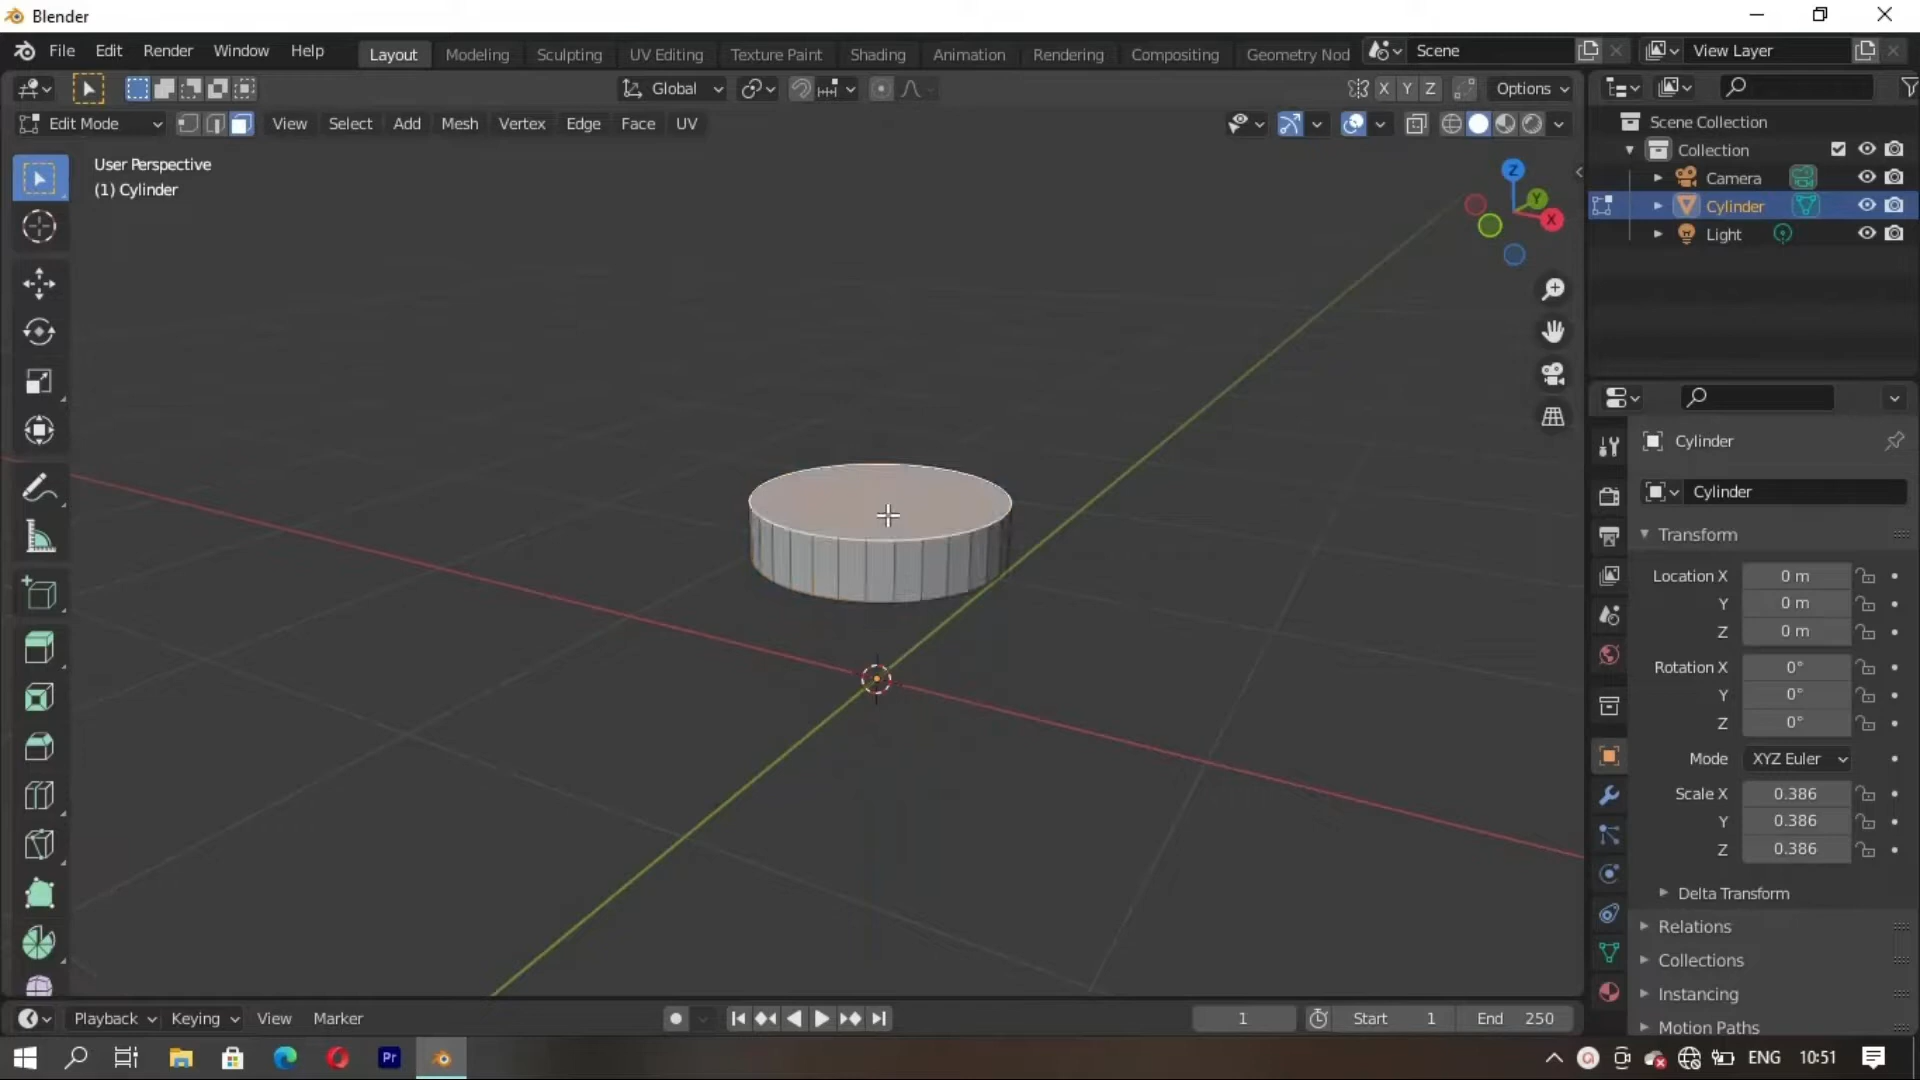 Blender
File Edit Render Window Help Layout Modeling Sculpting UV Editing Texture Paint Shading Animation Rendering Compositing Geometry Nod Scene View Layer
Global X Y Z Options
Edit Mode View Select Add Mesh Vertex Edge Face UV
User Perspective
(1) Cylinder
Z
Y
X
Scene Collection
Collection
Camera
Cylinder
Light
Cylinder
Cylinder
Transform
Location X 0 m
Y 0 m
Z 0 m
Rotation X 0°
Y 0°
Z 0°
Mode XYZ Euler
Scale X 0.386
Y 0.386
Z 0.386
Delta Transform
Relations
Collections
Instancing
Motion Paths
Playback Keying View Marker 1 Start 1 End 250
Pr ENG 10:51